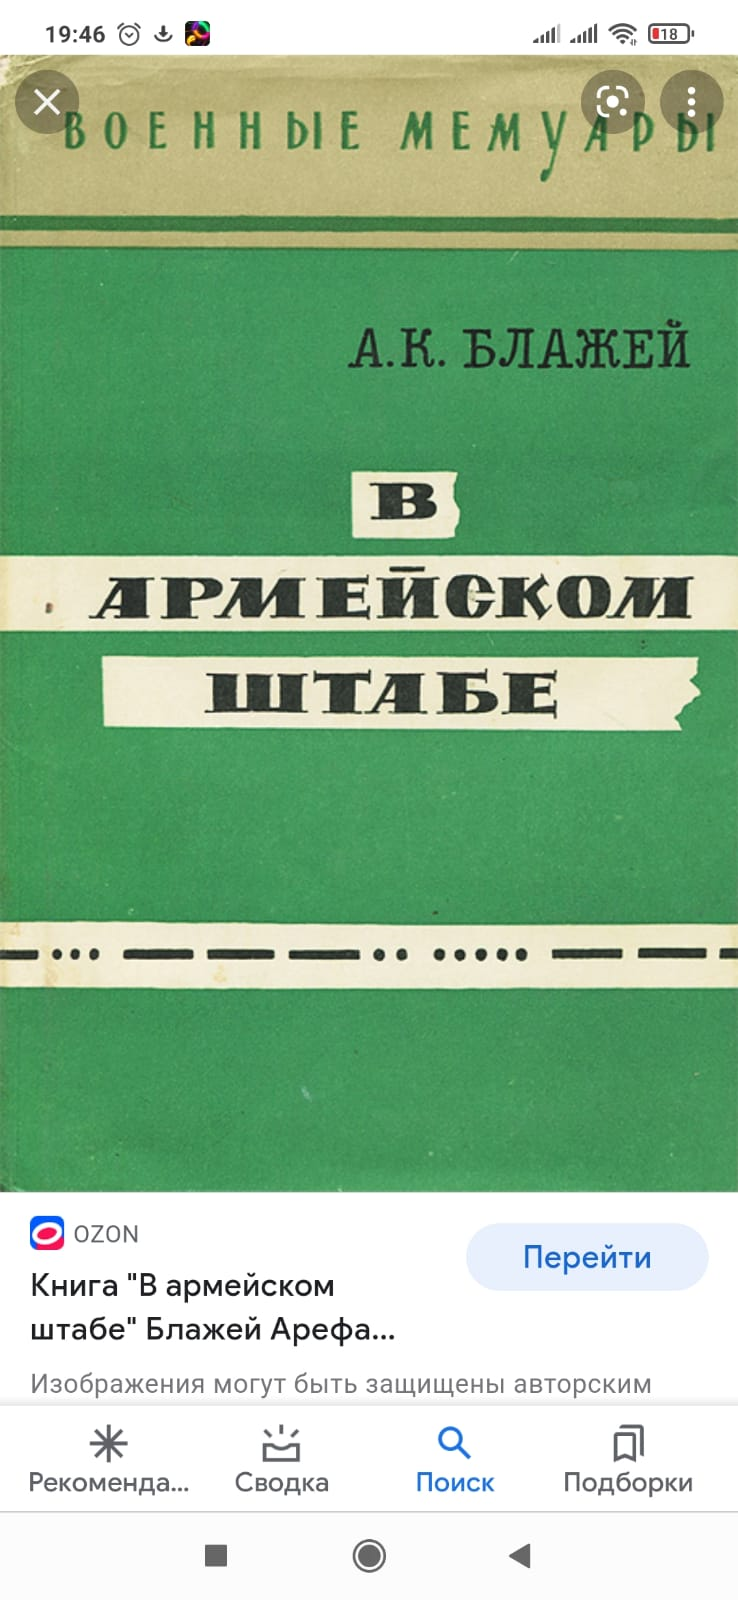 19:46
18
ВОЕННЫЕ МЕМУАРЫ
А.К. БЛАЖЕЙ
В
АРМЕЙСКОМ
ШТАБЕ
OZON
Перейти
Книга "В армейском
штабе" Блажей Арефа...
Изображения могут быть защищены авторским
Рекоменда...
Сводка
Поиск
Подборки